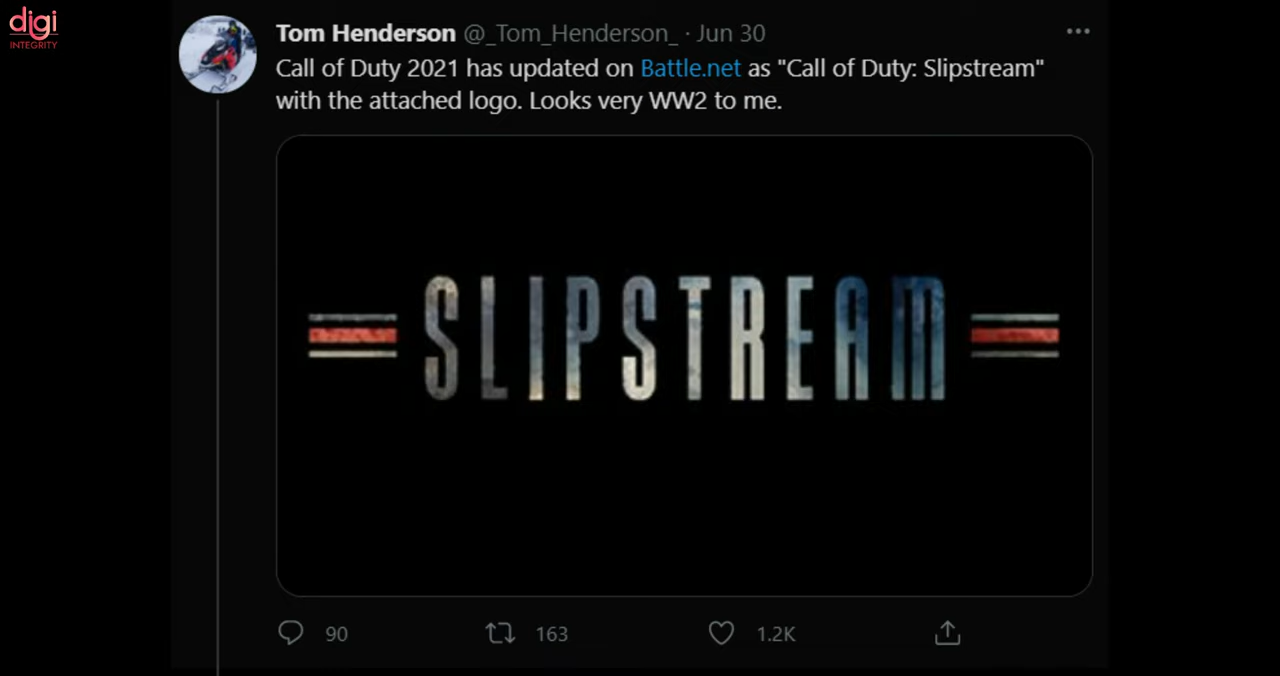 digi
INTEGRITY
Tom Henderson @_Tom_Henderson_ · Jun 30
Call of Duty 2021 has updated on Battle.net as "Call of Duty: Slipstream"
with the attached logo. Looks very WW2 to me.
SLIPSTREAM
90 163 1.2K